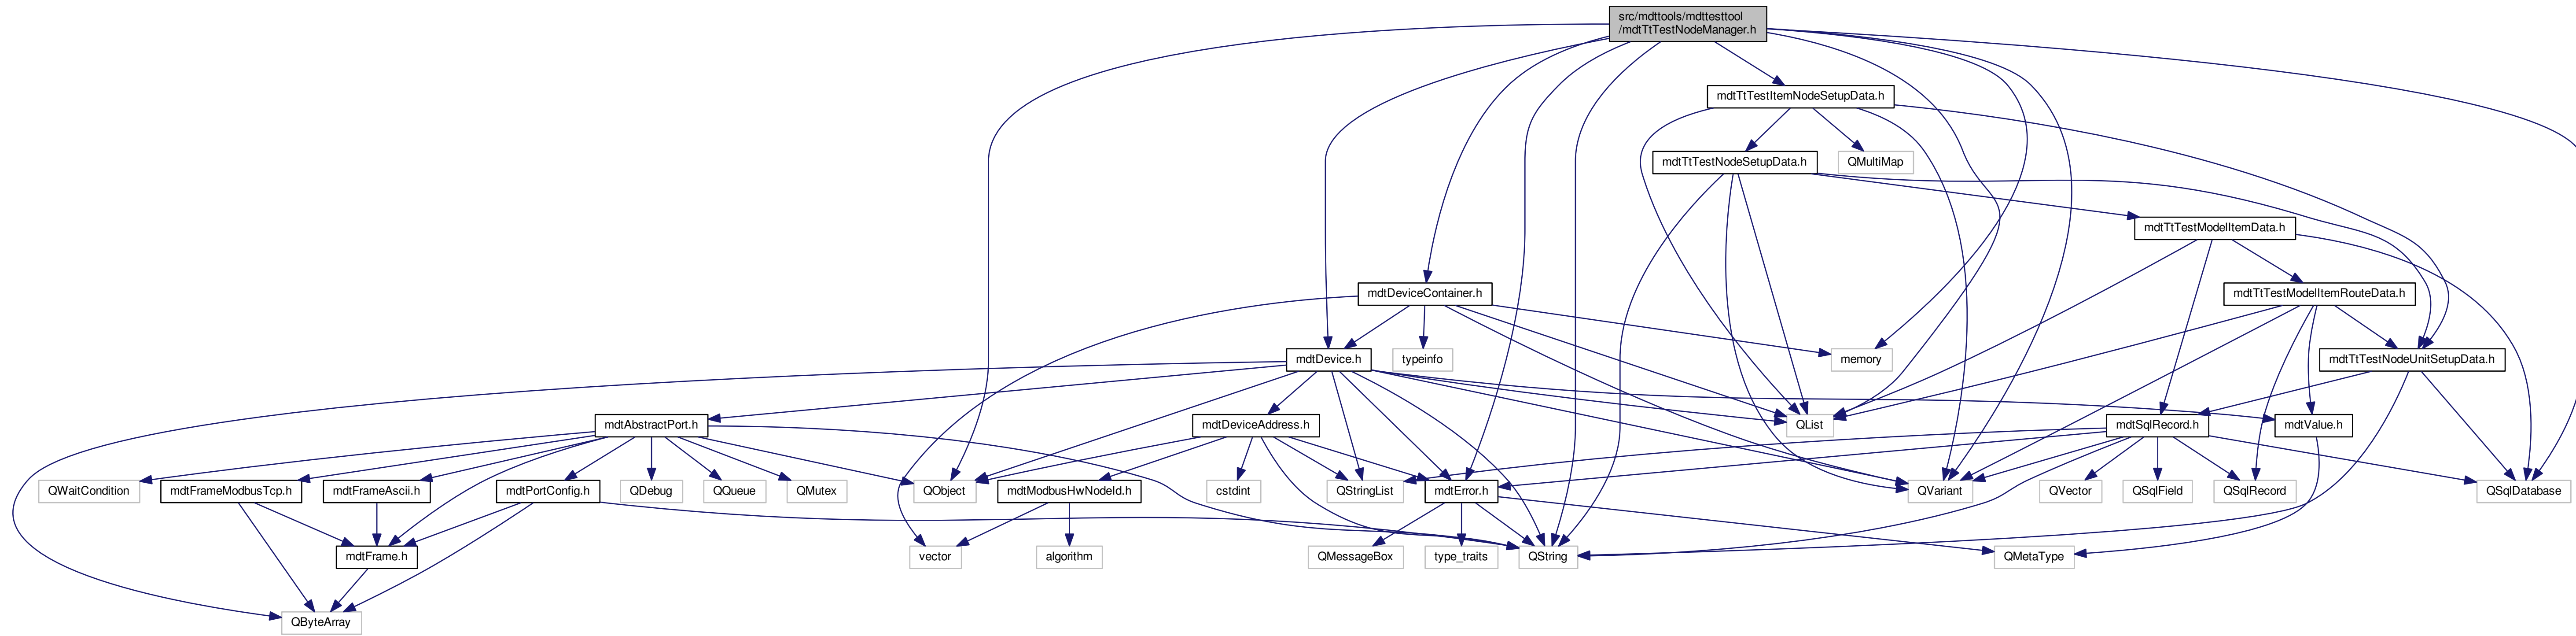 src/mdttools/mdttesttool
/mdtTtTestNodeManager.h
mdtTtTestItemNodeSetupData.h
mdtTtTestNodeSetupData.h
QMultiMap
mdtTtTestModelItemData.h
mdtDeviceContainer.h
mdtTtTestModelItemRouteData.h
mdtDevice.h
typeinfo
memory
mdtTtTestNodeUnitSetupData.h
mdtAbstractPort.h
mdtDeviceAddress.h
QList
mdtSqlRecord.h
mdtValue.h
QWaitCondition
mdtFrameModbusTcp.h
mdtFrameAscii.h
mdtPortConfig.h
QDebug
QQueue
QMutex
QObject
mdtModbusHwNodeId.h
cstdint
QStringList
mdtError.h
QVariant
QVector
QSqlField
QSqlRecord
QSqlDatabase
mdtFrame.h
vector
algorithm
QMessageBox
type_traits
QString
QMetaType
QByteArray